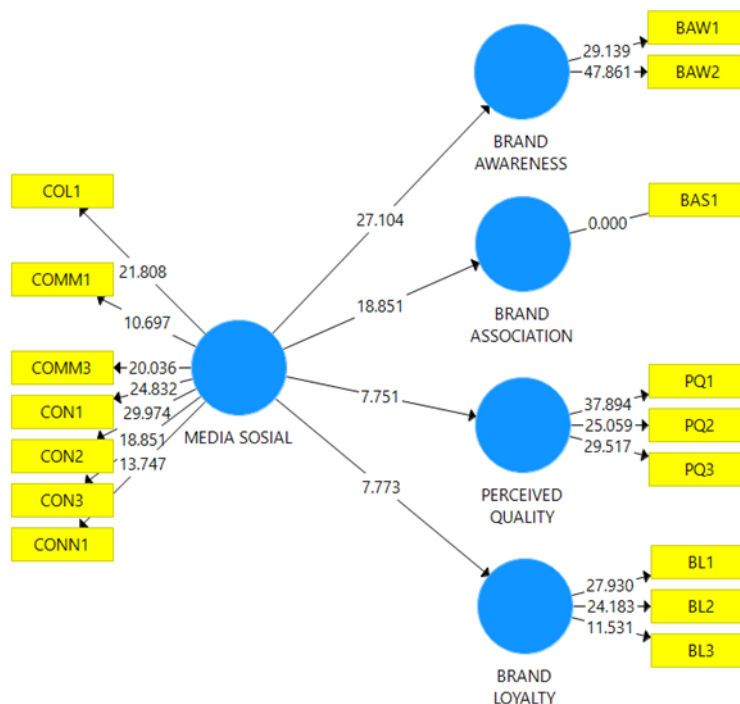 BAW1
29.139
47.861
BAW2
BRAND
AWARENESS
COL1
BAS1
27.104
0.000
21.808
COMM1
10.697
18.851
BRAND
ASSOCIATION
COMM3
20.036
24.832
CON1
29.974
18.851
CON2
13.747
MEDIA SOSIAL
7.751
PQ1
37.894
25.059
PQ2
29.517
PQ3
PERCEIVED
QUALITY
CON3
7.773
CONN1
BL1
27.930
24.183
BL2
11.531
BL3
BRAND
LOYALTY